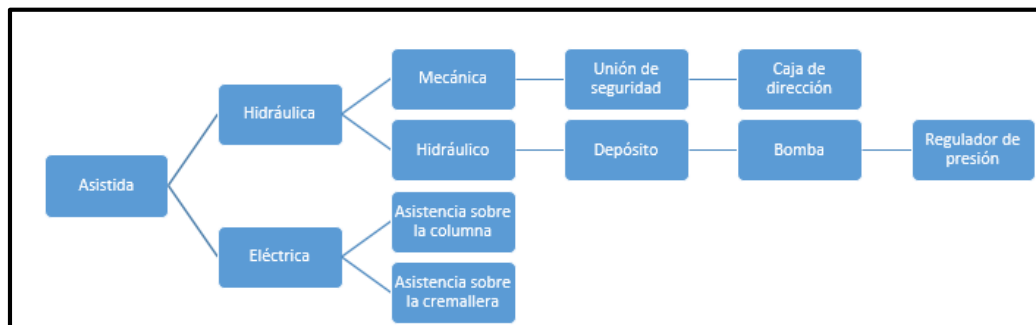 Asistida
Hidráulica
Mecánica
Unión de
seguridad
Caja de
dirección
Hidráulico
Depósito
Bomba
Regulador de
presión
Eléctrica
Asistencia sobre
la columna
Asistencia sobre
la cremallera